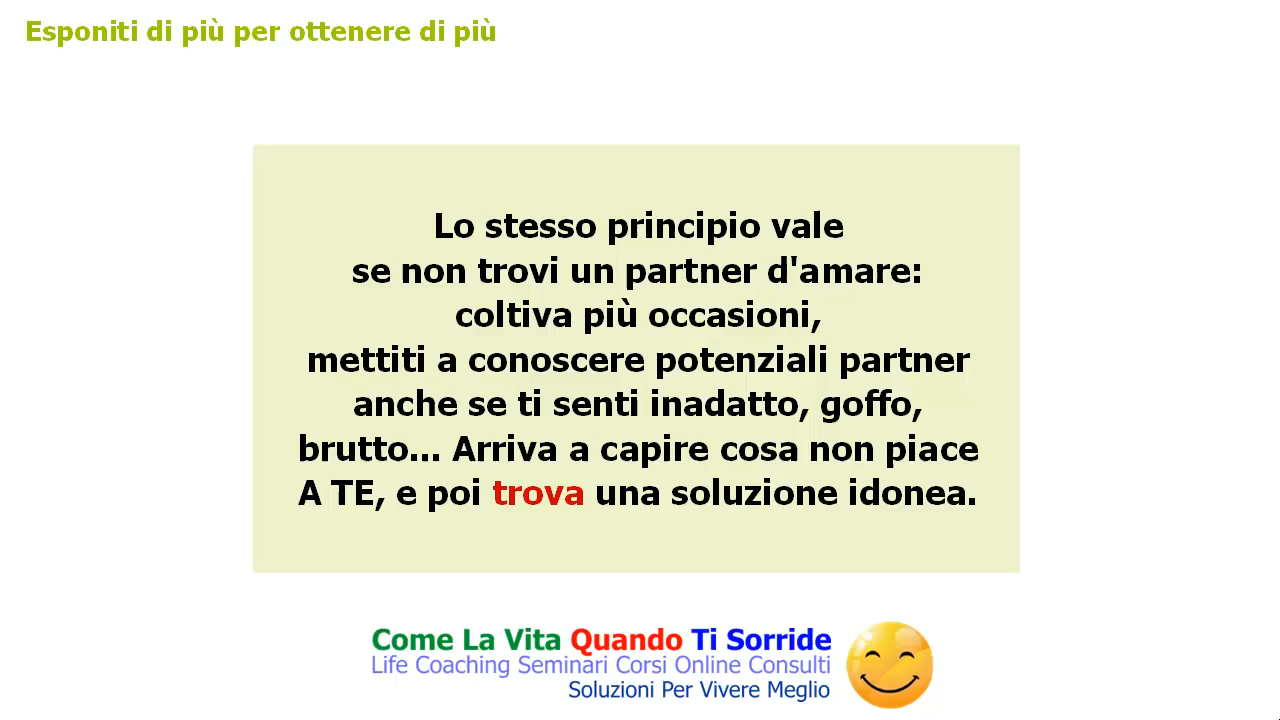 Esponiti di più per ottenere di più
Lo stesso principio vale
se non trovi un partner d'amare:
coltiva più occasioni,
mettiti a conoscere potenziali partner
anche se ti senti inadatto, goffo,
brutto... Arriva a capire cosa non piace
A TE, e poi trova una soluzione idonea.
Come La Vita Quando Ti Sorride
Life Coaching Seminari Corsi Online Consulti
Soluzioni Per Vivere Meglio